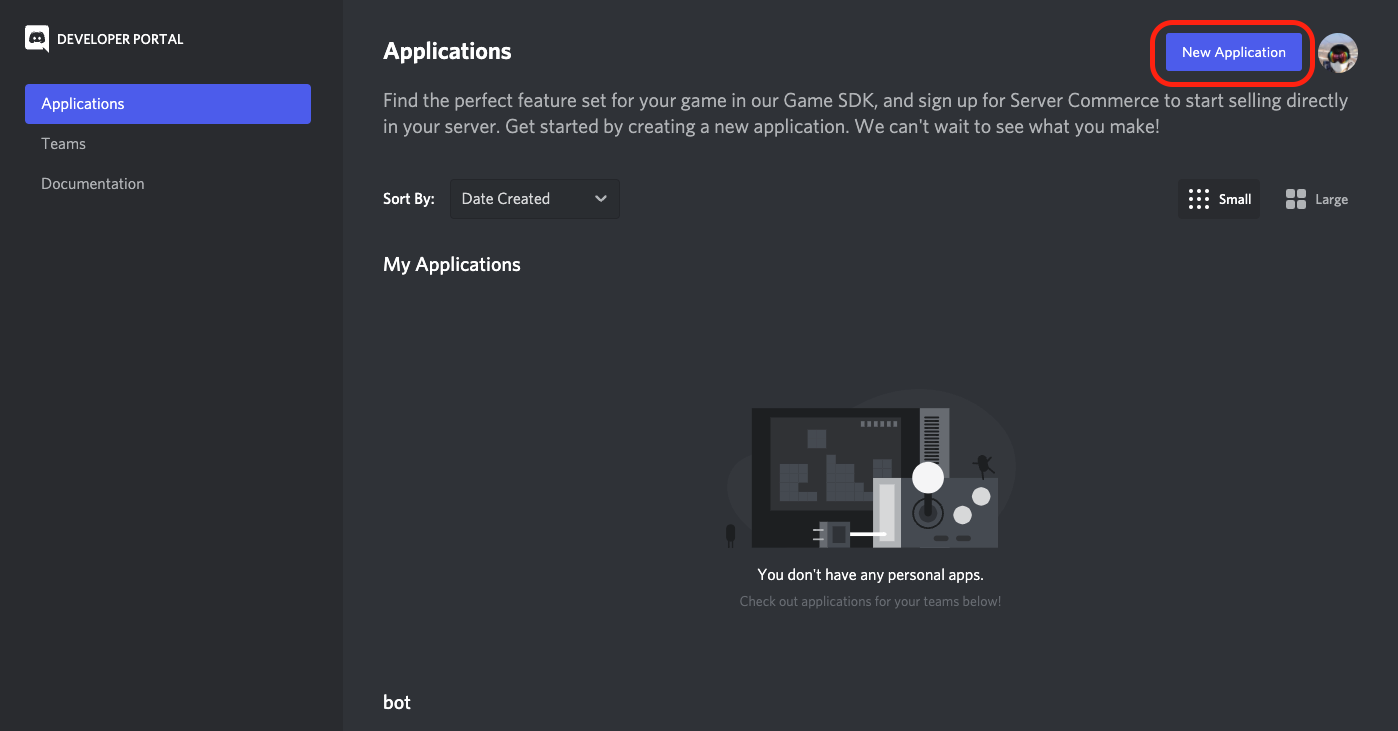 DEVELOPER PORTAL
Applications
Teams
Documentation
Applications
New Application
Find the perfect feature set for your game in our Game SDK, and sign up for Server Commerce to start selling directly
in your server. Get started by creating a new application. We can't wait to see what you make!
Sort By:
Date Created
Small
Large
My Applications
You don't have any personal apps.
Check out applications for your teams below!
bot